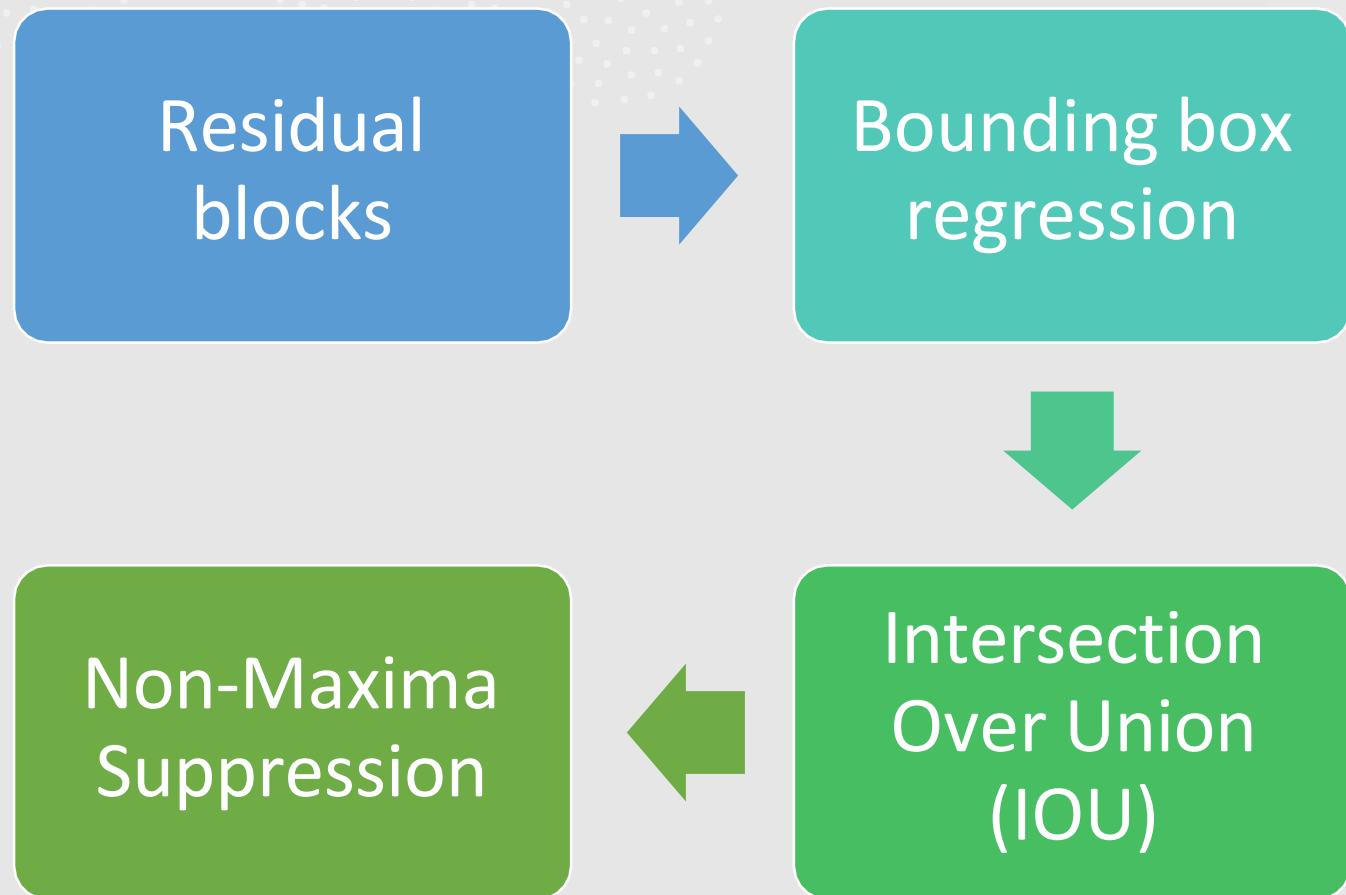 Residual
blocks
Bounding box
regression
Intersection
Over Union
(IOU)
Non-Maxima
Suppression